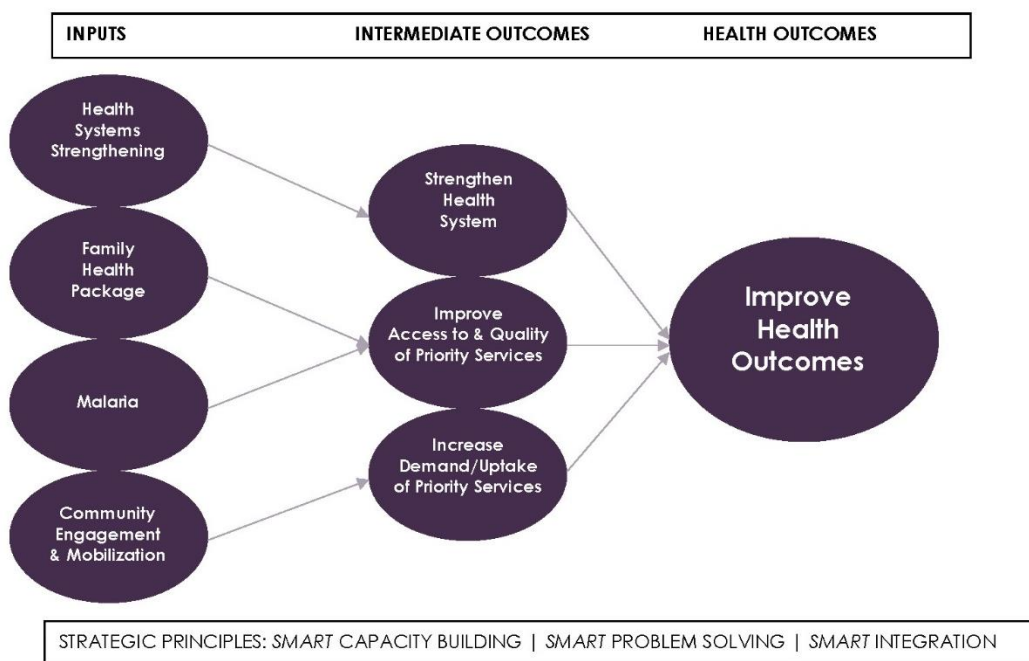 INPUTS INTERMEDIATE OUTCOMES HEALTH OUTCOMES
Health
Systems
Strengthening
Family
Health
Package
Malaria
Community
Engagement
& Mobilization
Strengthen
Health
System
Improve
Access to & Quality
of Priority Services
Increase
Demand/Uptake
of Priority Services
Improve
Health
Outcomes
STRATEGIC PRINCIPLES: SMART CAPACITY BUILDING | SMART PROBLEM SOLVING | SMART INTEGRATION